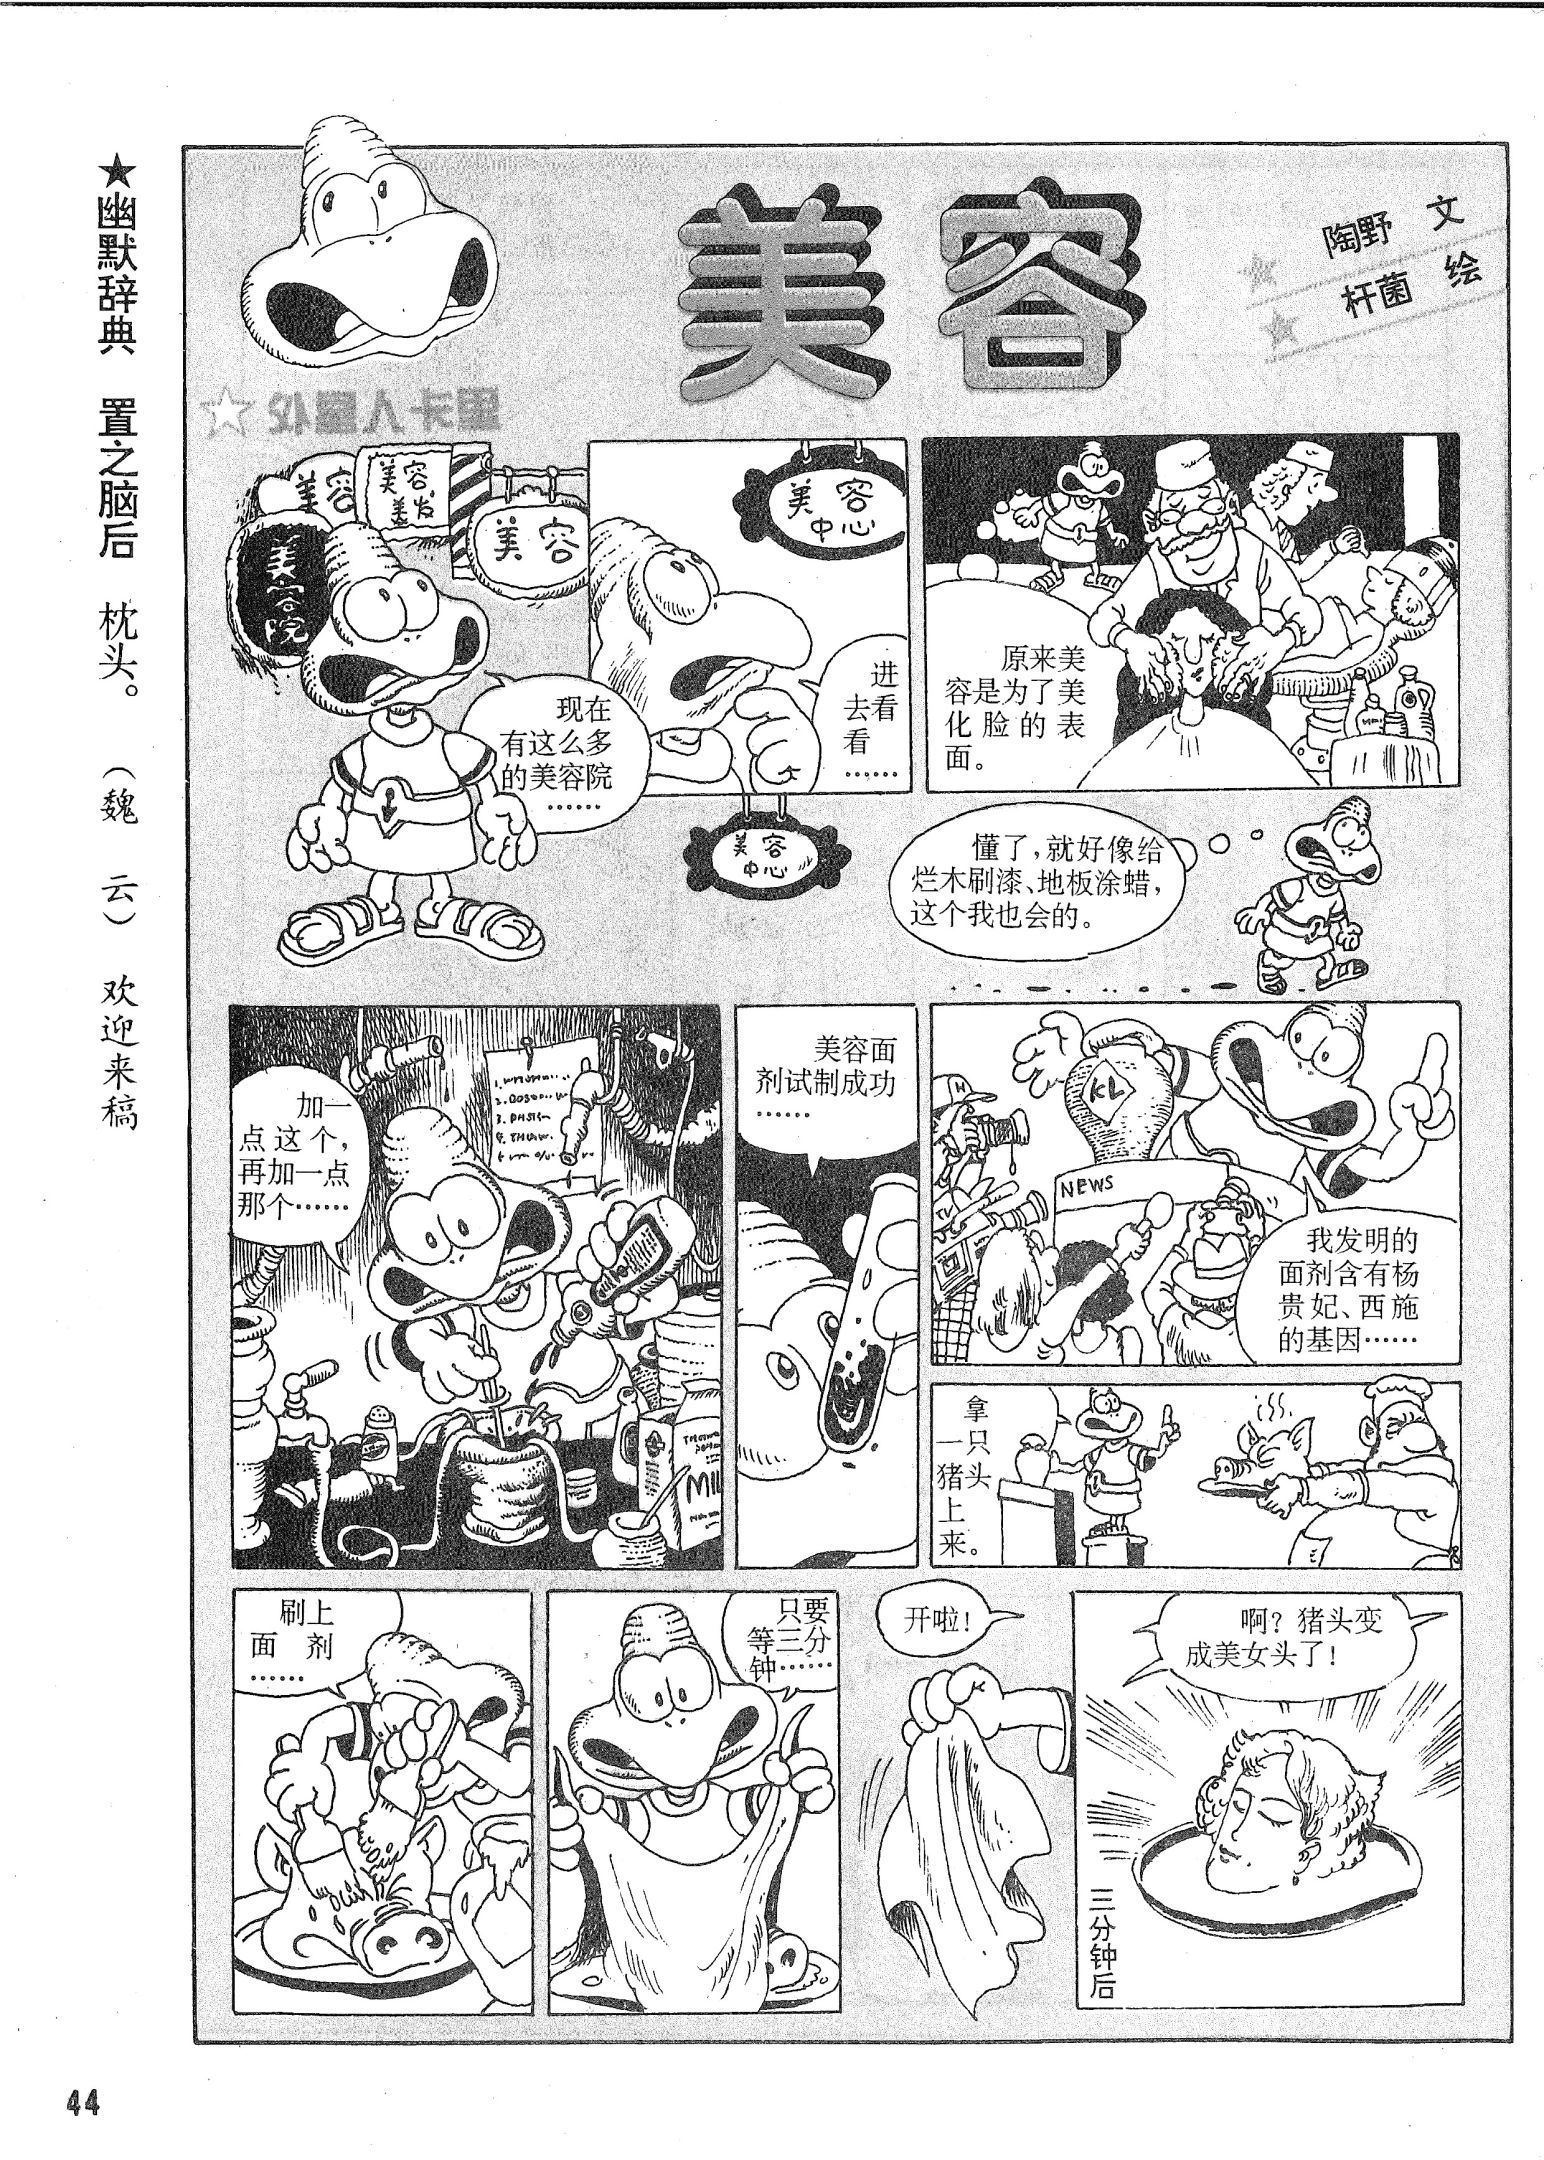 ★幽默辞典 置之脑后 枕头。 （魏 云） 欢迎来稿
美容
陶野 文
杆菌 绘
外星人卡里
美容
美容
美发
美容
美容院
现在
有这么多
的美容院
……
美容
中心
进
去看
看
……
原来美
容是为了美
化脸的表
面。
美容
中心
懂了，就好像给
烂木刷漆、地板涂蜡，
这个我也会的。
加一
点这个，
再加一点
那个……
MIL
美容面
剂试制成功
……
KL
NEWS
TV
我发明的
面剂含有杨
贵妃、西施
的基因……
拿
一只
猪头
上
来。
刷上
面剂
……
只要
等三分
钟……
开啦！
啊？猪头变
成美女头了！
三分钟后
44